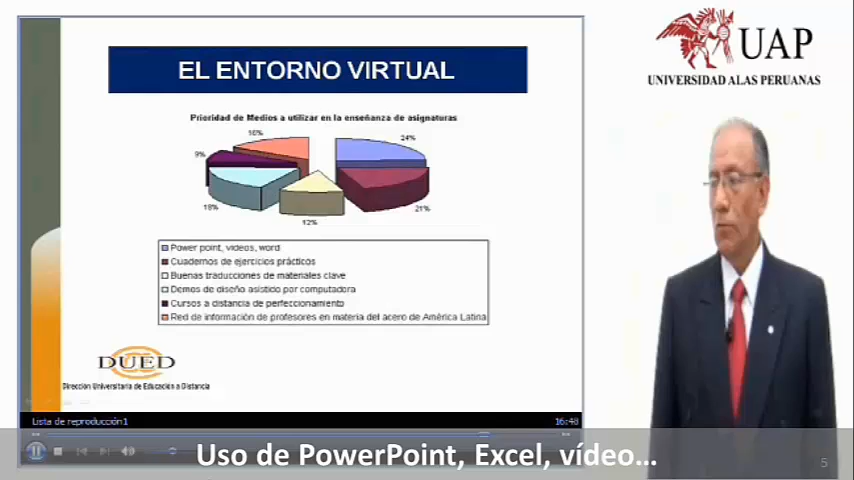 EL ENTORNO VIRTUAL
Prioridad de Medios a utilizar en la enseñanza de asignaturas
16%
24%
9%
18%
21%
12%
Power point, videos, word
Cuadernos de ejercicios prácticos
Buenas traducciones de materiales clave
Demos de diseño asistido por computadora
Cursos a distancia de perfeccionamiento
Red de información de profesores en materia del acero de América Latina
DUED
Dirección Universitaria de Educación a Distancia
Lista de reproducción1
16:48
UAP
UNIVERSIDAD ALAS PERUANAS
Uso de PowerPoint, Excel, vídeo...
5